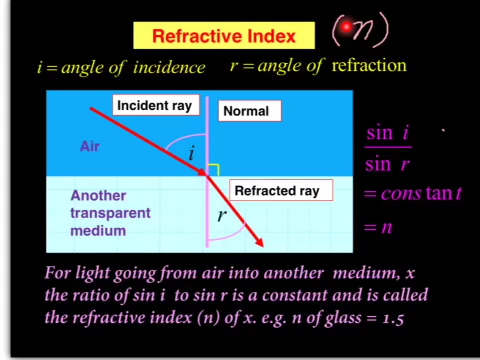 Refractive Index (n)
i = angle of incidence r = angle of refraction
Incident ray
Normal
Air
i
sin i
sin r
= constant
= n
Another
transparent
medium
Refracted ray
r
For light going from air into another medium, x
the ratio of sin i to sin r is a constant and is called
the refractive index (n) of x. e.g. n of glass = 1.5